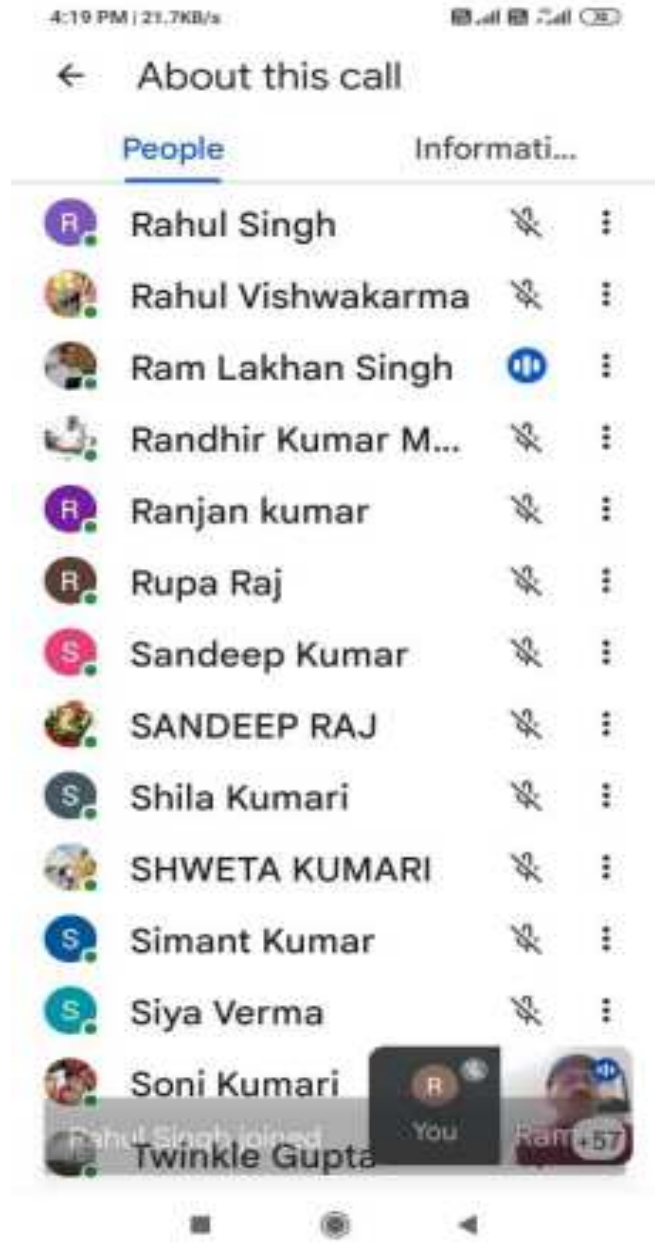 4:19 PM | 21.7KB/s
About this call
People Informati...
R Rahul Singh
Rahul Vishwakarma
Ram Lakhan Singh
Randhir Kumar M...
R Ranjan kumar
R Rupa Raj
S Sandeep Kumar
SANDEEP RAJ
S Shila Kumari
SHWETA KUMARI
S Simant Kumar
S Siya Verma
Soni Kumari
R
Rahul Singh joined
You
Ram
+57
Twinkle Gupta